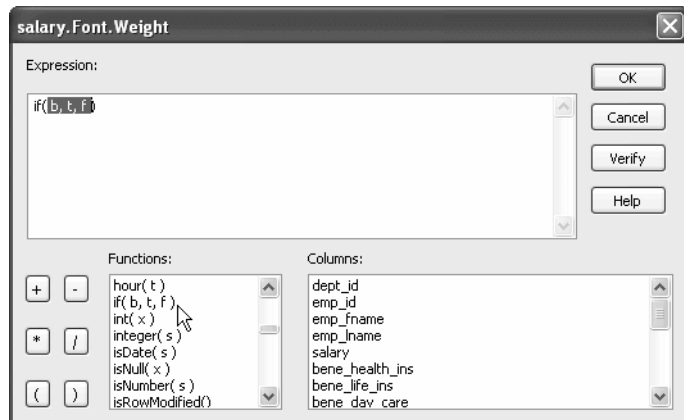 salary.Font.Weight
Expression:
if( b, t, f )
OK
Cancel
Verify
Help
Functions:
Columns:
+ -
* /
( )
hour( t )
if( b, t, f )
int( x )
integer( s )
isDate( s )
isNull( x )
isNumber( s )
isRowModified()
dept_id
emp_id
emp_fname
emp_lname
salary
bene_health_ins
bene_life_ins
bene_day_care